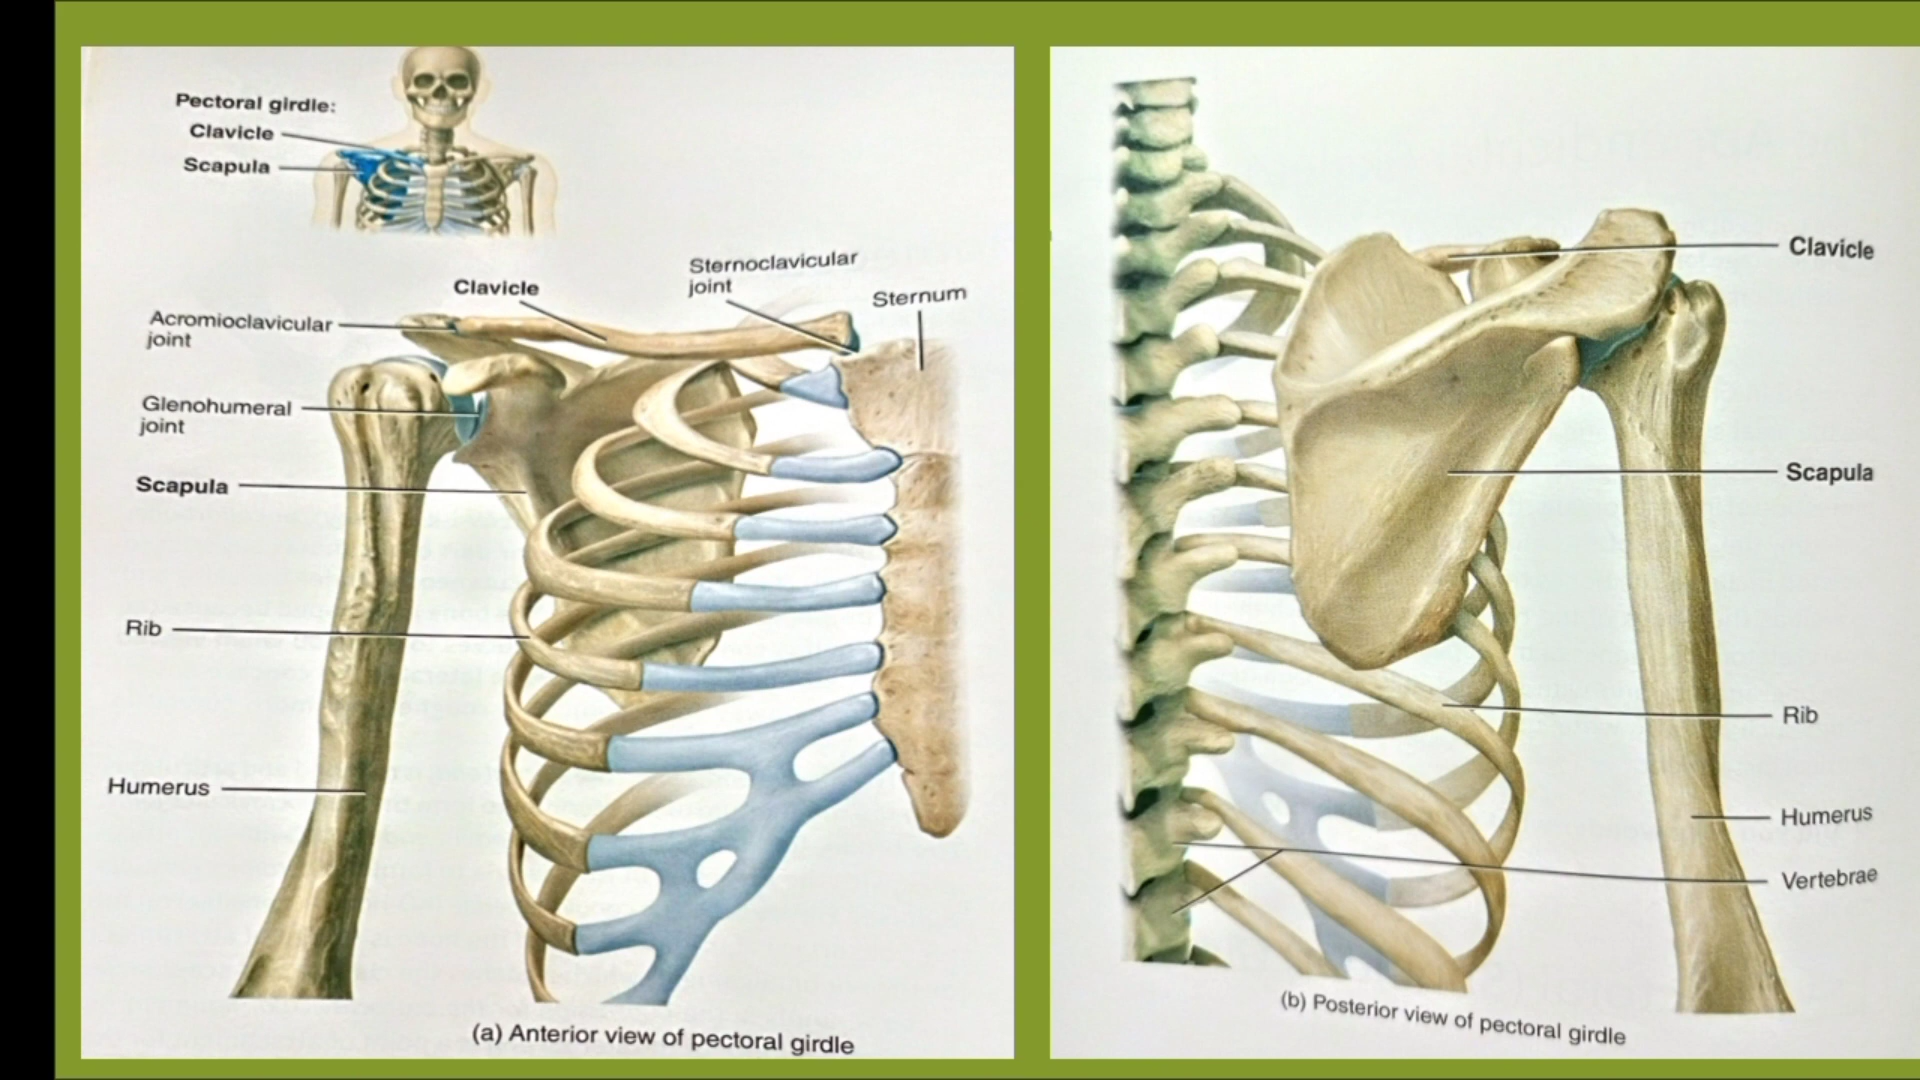 Pectoral girdle:
Clavicle
Scapula
Sternoclavicular
joint
Clavicle
Sternum
Acromioclavicular
joint
Glenohumeral
joint
Scapula
Rib
Humerus
(a) Anterior view of pectoral girdle
Clavicle
Scapula
Rib
Humerus
Vertebrae
(b) Posterior view of pectoral girdle